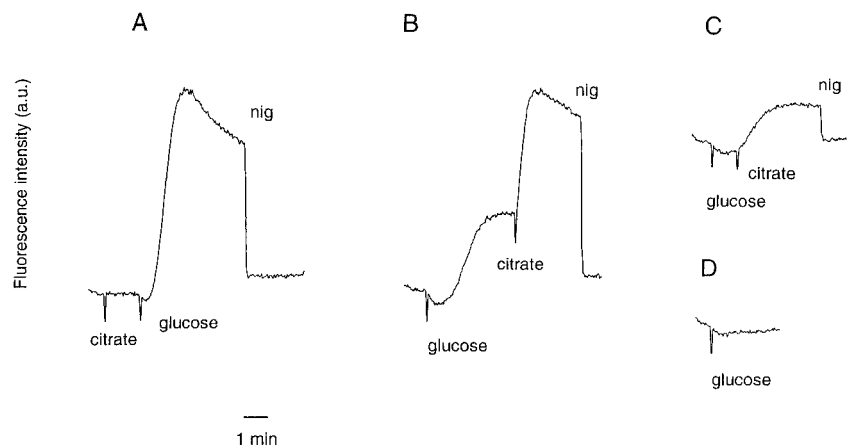 A
B
C
D
Fluorescence intensity (a.u.)
nig
citrate
glucose
nig
citrate
glucose
nig
citrate
glucose
glucose
1 min